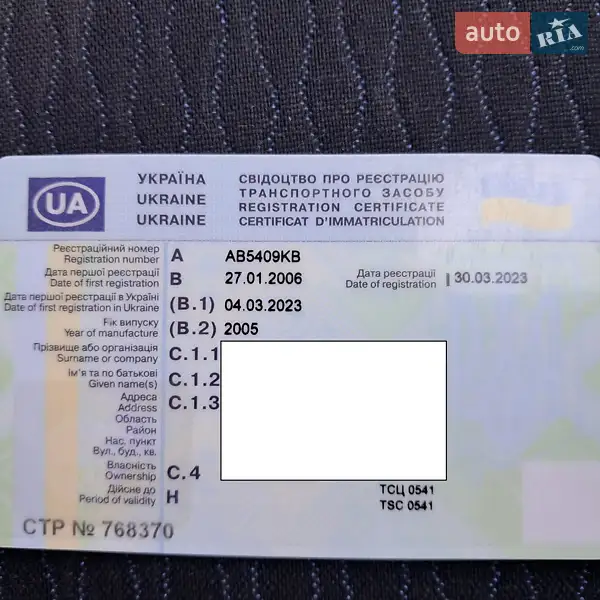 auto RIA .com
UA
УКРАЇНА
UKRAINE
UKRAINE
СВІДОЦТВО ПРО РЕЄСТРАЦІЮ
ТРАНСПОРТНОГО ЗАСОБУ
REGISTRATION CERTIFICATE
CERTIFICAT D'IMMATRICULATION
Реєстраційний номер
Registration number A AB5409KB
Дата першої реєстрації
Date of first registration B 27.01.2006
Дата реєстрації
Date of registration I 30.03.2023
Дата першої реєстрації в Україні
Date of first registration in Ukraine (B.1) 04.03.2023
Рік випуску
Year of manufacture (B.2) 2005
Прізвище або організація
Surname or company C.1.1
Ім'я та по батькові
Given name(s) C.1.2
Адреса
Address C.1.3
Область
Район
Нас. пункт
Вул., буд., кв.
Власність
Ownership C.4
Дійсне до
Period of validity H
ТСЦ 0541
TSC 0541
СТР № 768370